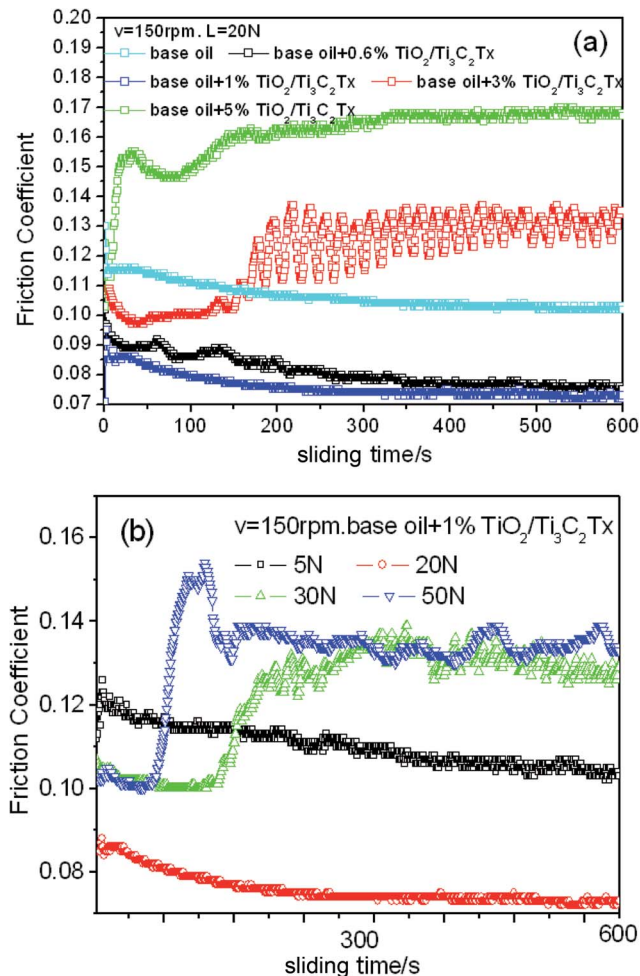 v=150rpm. L=20N
(a)
base oil base oil+0.6% TiO2/Ti3C2Tx
base oil+1% TiO2/Ti3C2Tx base oil+3% TiO2/Ti3C2Tx
base oil+5% TiO2/Ti3C2Tx
0.20
0.19
0.18
0.17
0.16
0.15
0.14
0.13
0.12
0.11
0.10
0.09
0.08
0.07
Friction Coefficient
0 100 200 300 400 500 600
sliding time/s
(b)
v=150rpm.base oil+1% TiO2/Ti3C2Tx
5N 20N
30N 50N
0.16
0.14
0.12
0.10
0.08
Friction Coefficient
300 600
sliding time/s